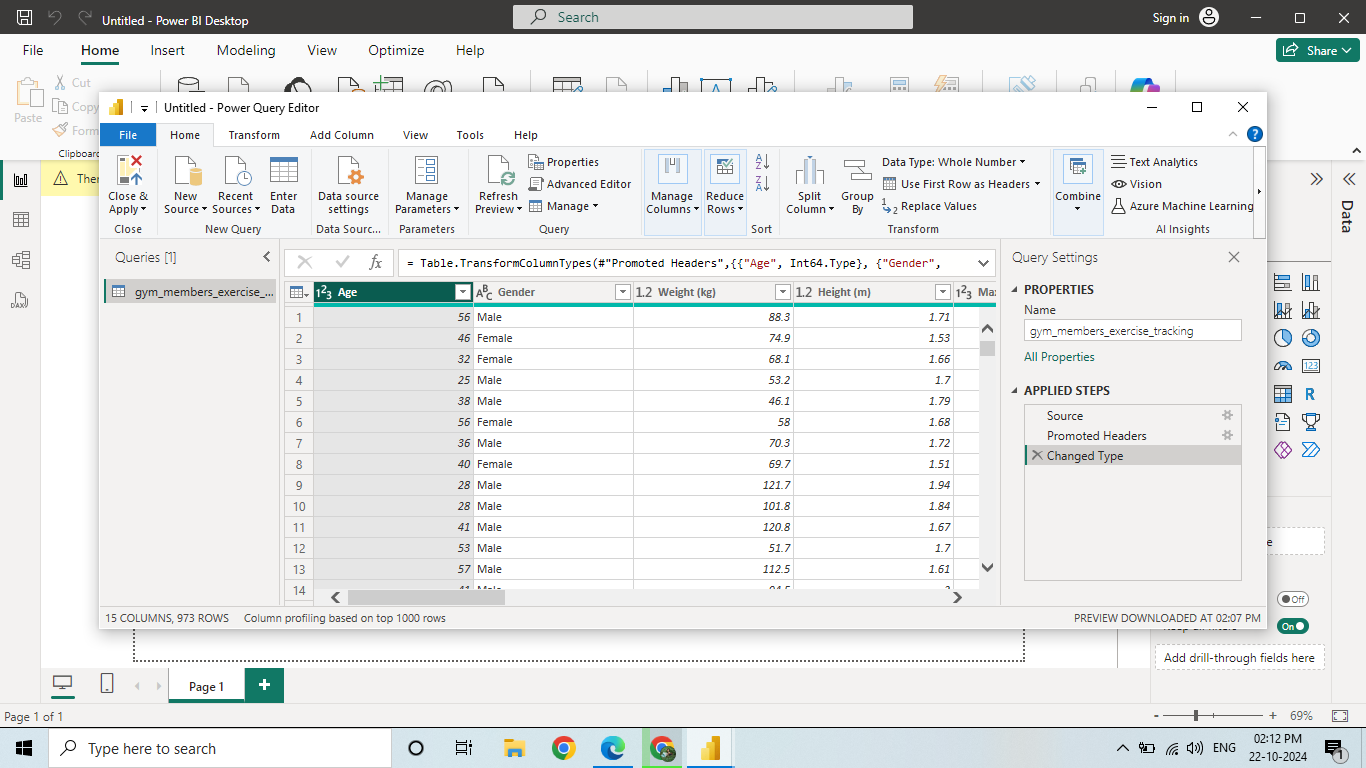 Untitled - Power BI Desktop
Search
Sign in
File Home Insert Modeling View Optimize Help
Share
Paste
Cut
Copy
Form
Clipboard
Ther
Untitled - Power Query Editor
File Home Transform Add Column View Tools Help
Close & Apply
Close
New Source
Recent Sources
Enter Data
New Query
Data source settings
Data Sourc...
Manage Parameters
Parameters
Refresh Preview
Properties
Advanced Editor
Manage
Query
Manage Columns
Reduce Rows
Sort
Split Column
Group By
Data Type: Whole Number
Use First Row as Headers
Replace Values
Transform
Combine
Text Analytics
Vision
Azure Machine Learning
AI Insights
Data
Queries [1]
gym_members_exercise_...
fx
= Table.TransformColumnTypes(#"Promoted Headers",{{"Age", Int64.Type}, {"Gender",
123 Age ABC Gender 1.2 Weight (kg) 1.2 Height (m) 123 Max
1 56 Male 88.3 1.71
2 46 Female 74.9 1.53
3 32 Female 68.1 1.66
4 25 Male 53.2 1.7
5 38 Male 46.1 1.79
6 56 Female 58 1.68
7 36 Male 70.3 1.72
8 40 Female 69.7 1.51
9 28 Male 121.7 1.94
10 28 Male 101.8 1.84
11 41 Male 120.8 1.67
12 53 Male 51.7 1.7
13 57 Male 112.5 1.61
14
Query Settings
PROPERTIES
Name
gym_members_exercise_tracking
All Properties
APPLIED STEPS
Source
Promoted Headers
Changed Type
15 COLUMNS, 973 ROWS Column profiling based on top 1000 rows
PREVIEW DOWNLOADED AT 02:07 PM
Off
On
Add drill-through fields here
Page 1
Page 1 of 1
69%
Type here to search
ENG
02:12 PM
22-10-2024
1